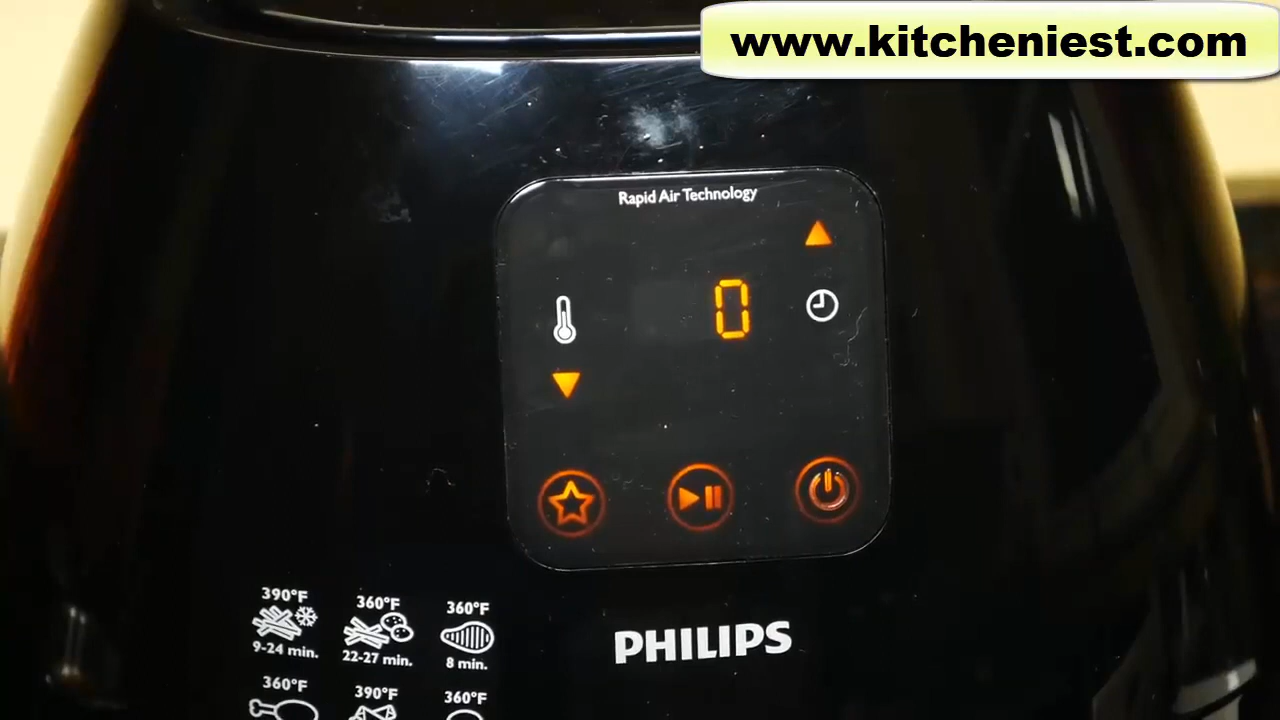 www.kitcheniest.com
Rapid Air Technology
0
390°F
360°F
360°F
9-24 min.
22-27 min.
8 min.
PHILIPS
360°F
390°F
360°F